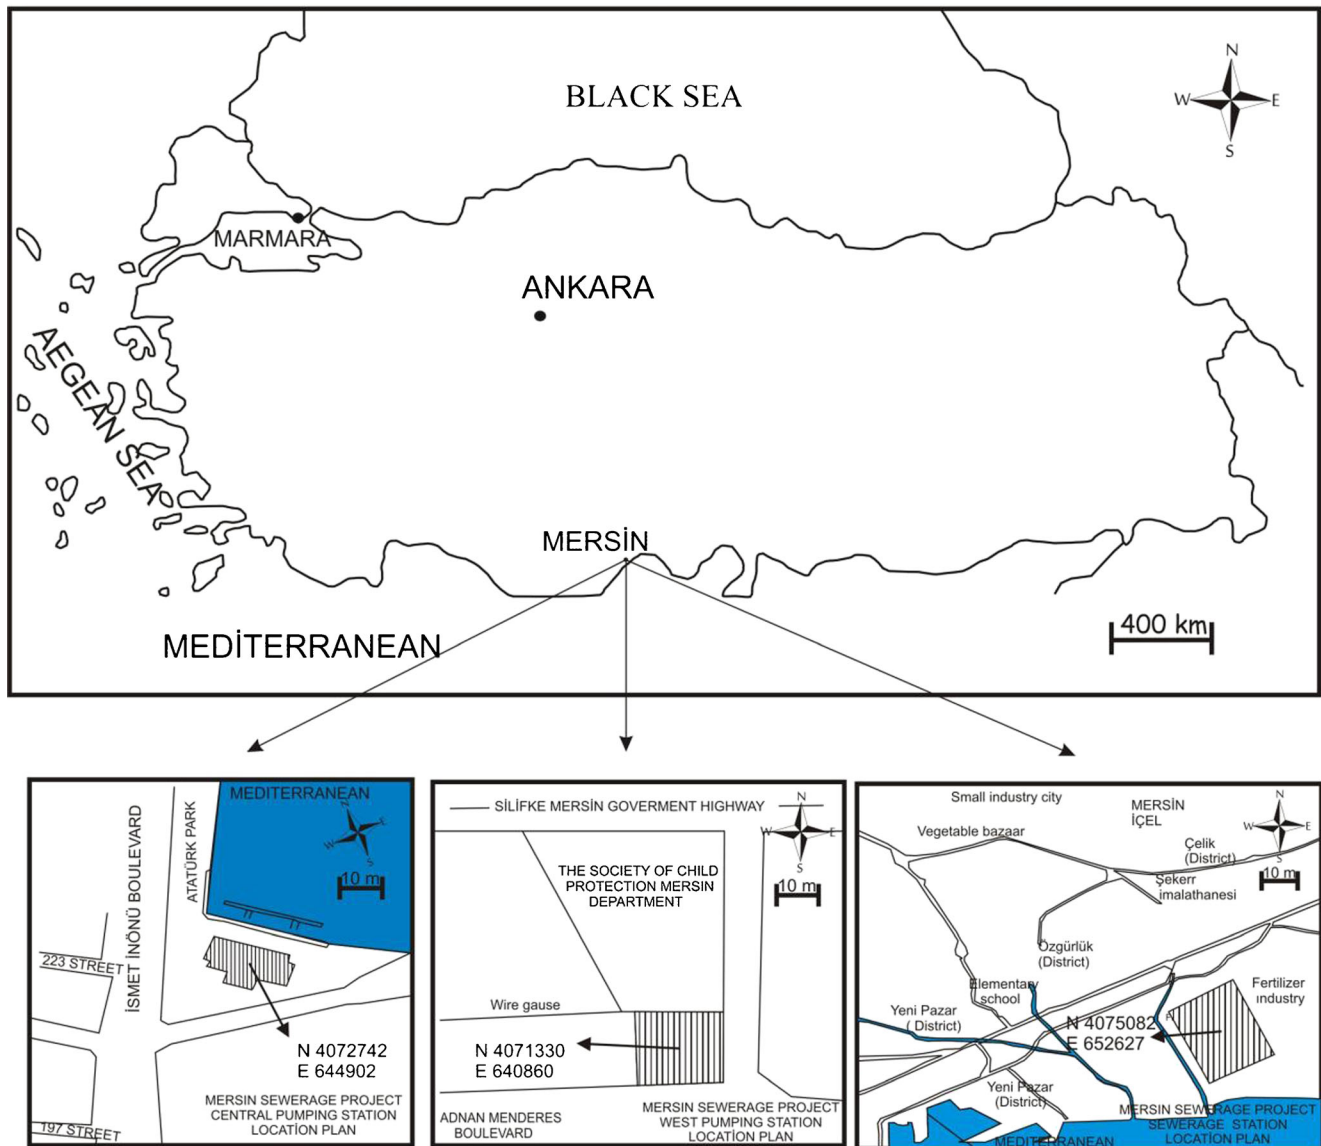 BLACK SEA
N
W E
S
MARMARA
ANKARA
AEGEAN SEA
MERSİN
MEDİTERRANEAN
400 km
MEDITERRANEAN
N
W E
S
10 m
ATATÜRK PARK
İSMET İNÖNÜ BOULEVARD
223 STREET
N 4072742
E 644902
MERSIN SEWERAGE PROJECT
CENTRAL PUMPING STATION
LOCATİON PLAN
197 STREET
SİLİFKE MERSİN GOVERMENT HIGHWAY
N
W E
S
10 m
THE SOCIETY OF CHILD
PROTECTION MERSIN
DEPARTMENT
Wire gause
N 4071330
E 640860
ADNAN MENDERES
BOULEVARD
MERSIN SEWERAGE PROJECT
WEST PUMPING STATION
LOCATİON PLAN
Small industry city
MERSİN
İÇEL
N
W E
S
10 m
Vegetable bazaar
Çelik
(District)
Şekerr
imalathanesi
Özgürlük
(District)
Elementary
school
Fertilizer
ındustry
Yeni Pazar
( District)
N 4075082
E 652627
Yeni Pazar
(District)
MERSIN SEWERAGE PROJECT
SEWERAGE STATION
LOCATİON PLAN
MEDITERRANEAN